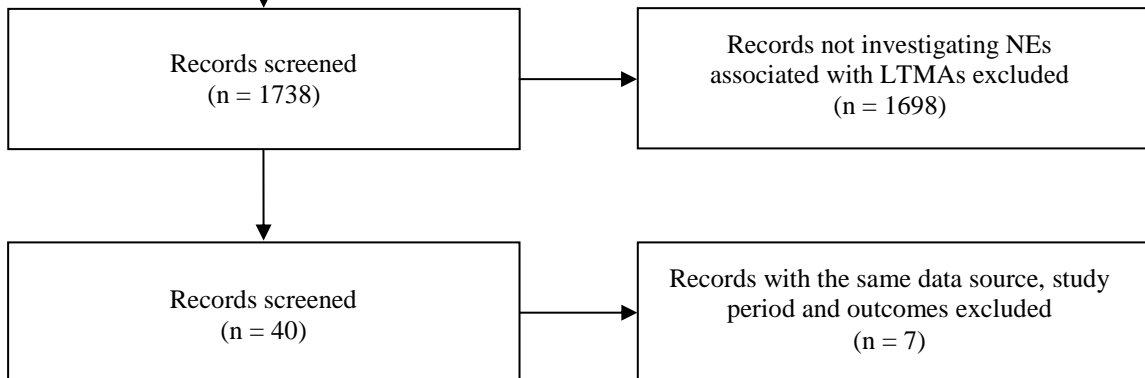 Records screened
(n = 1738)
Records not investigating NEs
associated with LTMAs excluded
(n = 1698)
Records screened
(n = 40)
Records with the same data source, study
period and outcomes excluded
(n = 7)